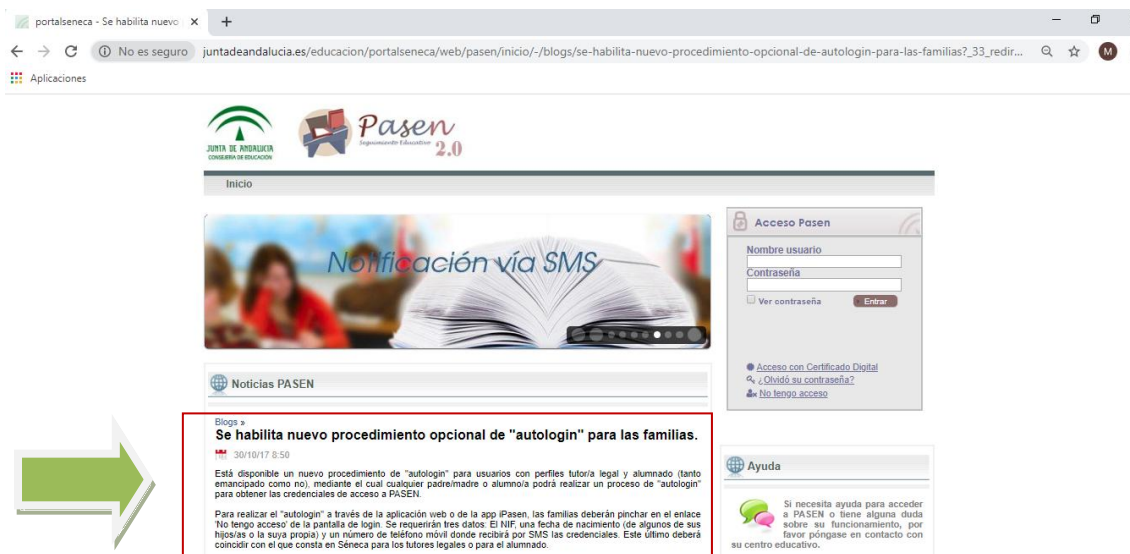 portalseneca - Se habilita nuevo
No es seguro juntadeandalucia.es/educacion/portalseneca/web/pasen/inicio/-/blogs/se-habilita-nuevo-procedimiento-opcional-de-autologin-para-las-familias?_33_redir...
M
Aplicaciones
JUNTA DE ANDALUCIA
CONSEJERIA DE EDUCACIÓN
Pasen
Seguimiento Educativo
2.0
Inicio
Notificación vía SMS
Acceso Pasen
Nombre usuario
Contraseña
Ver contraseña Entrar
Acceso con Certificado Digital
¿Olvidó su contraseña?
No tengo acceso
Noticias PASEN
Blogs »
Se habilita nuevo procedimiento opcional de "autologin" para las familias.
30/10/17 8:50
Está disponible un nuevo procedimiento de "autologin" para usuarios con perfiles tutor/a legal y alumnado (tanto
emancipado como no), mediante el cual cualquier padre/madre o alumno/a podrá realizar un proceso de "autologin"
para obtener las credenciales de acceso a PASEN.
Para realizar el "autologin" a través de la aplicación web o de la app iPasen, las familias deberán pinchar en el enlace
'No tengo acceso' de la pantalla de login. Se requerirán tres datos: El NIF, una fecha de nacimiento (de algunos de sus
hijos/as o la suya propia) y un número de teléfono móvil donde recibirá por SMS las credenciales. Este último deberá
coincidir con el que consta en Séneca para los tutores legales o para el alumnado.
Ayuda
Si necesita ayuda para acceder
a PASEN o tiene alguna duda
sobre su funcionamiento, por
favor póngase en contacto con
su centro educativo.